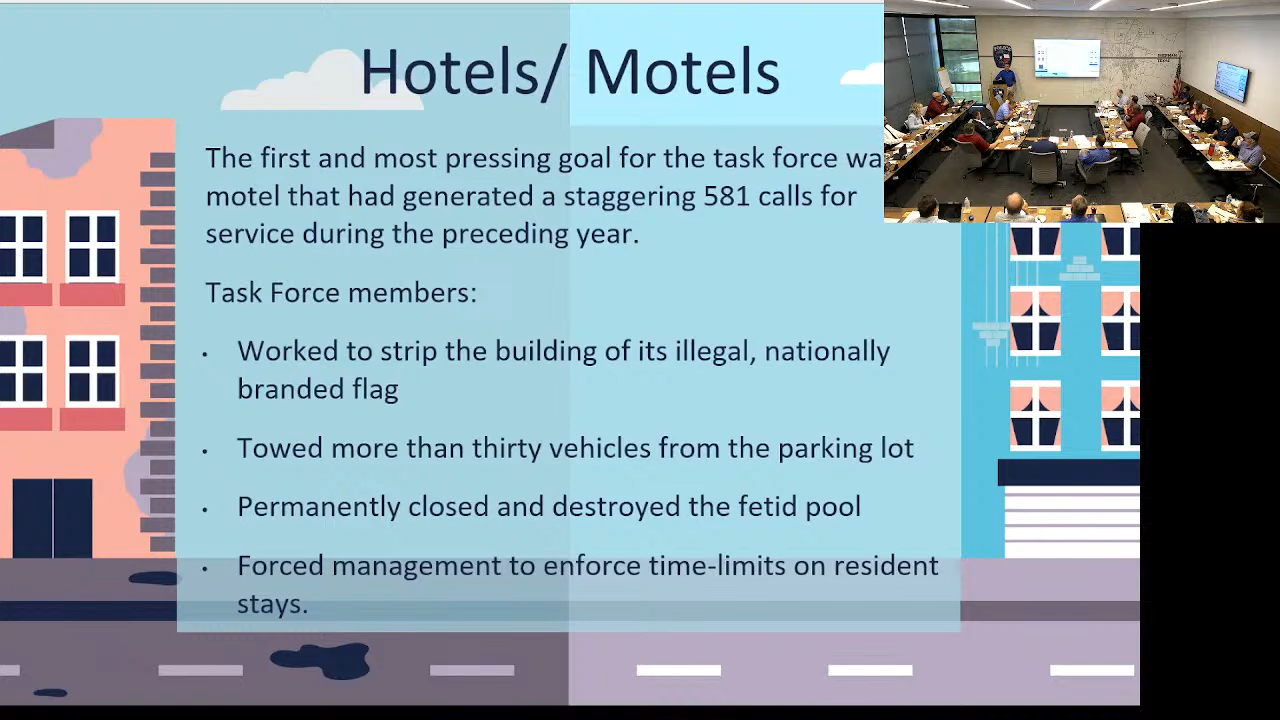 Hotels/ Motels
The first and most pressing goal for the task force wa
motel that had generated a staggering 581 calls for
service during the preceding year.
Task Force members:
• Worked to strip the building of its illegal, nationally
branded flag
• Towed more than thirty vehicles from the parking lot
• Permanently closed and destroyed the fetid pool
• Forced management to enforce time-limits on resident
stays.